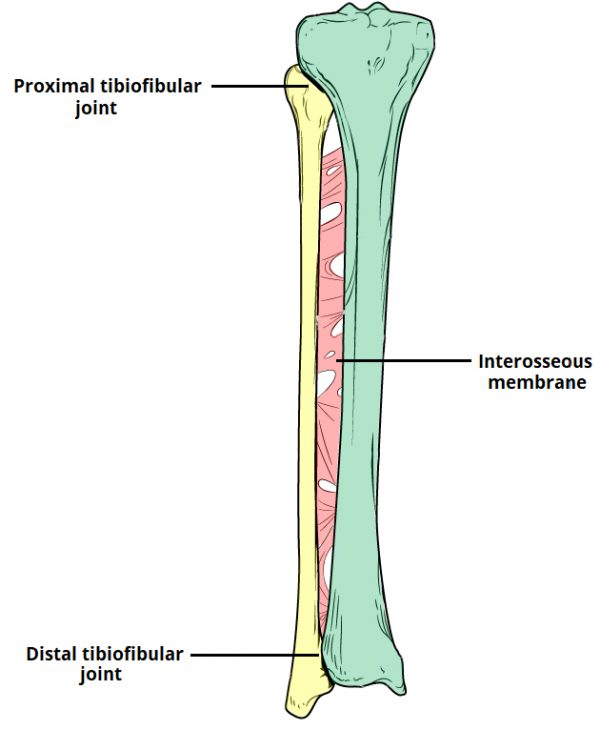 Proximal tibiofibular
joint
Interosseous
membrane
Distal tibiofibular
joint